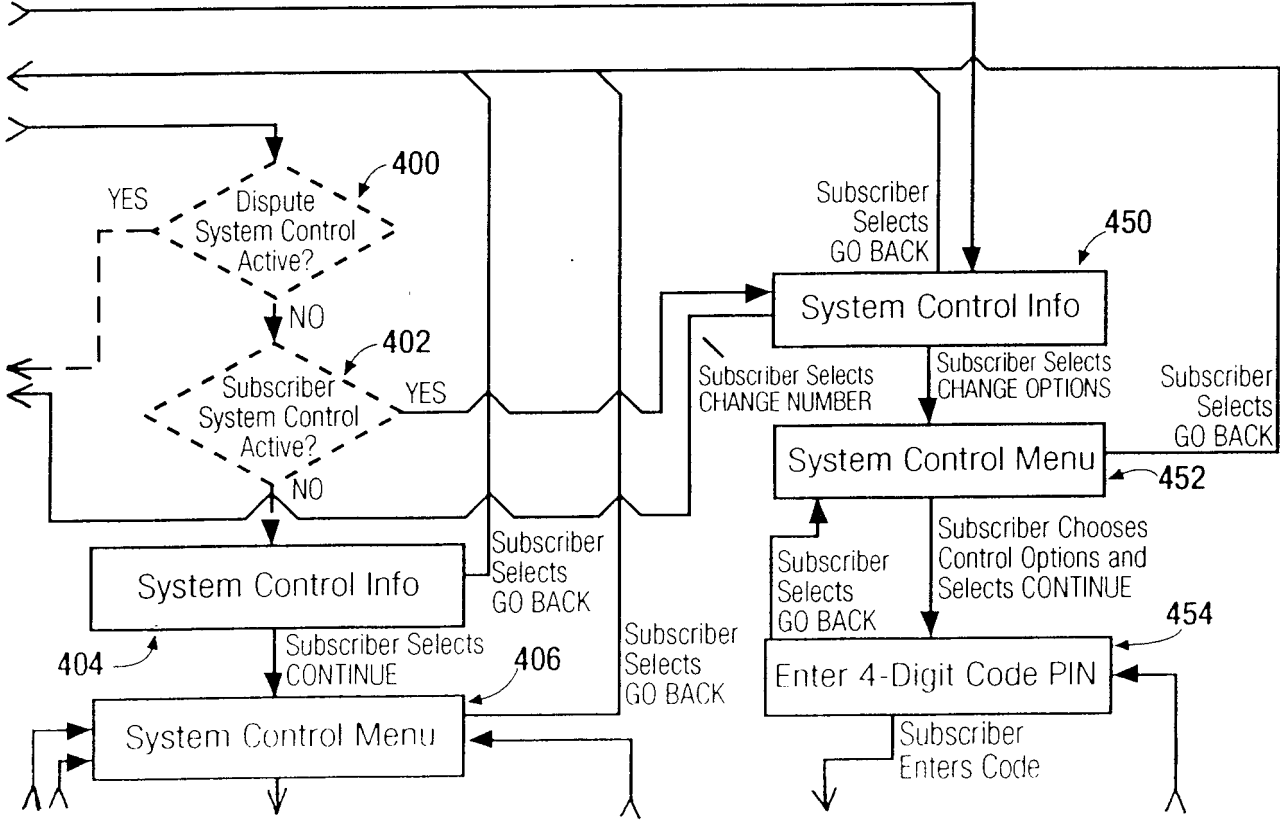 400
YES
Dispute
System Control
Active?
NO
402
Subscriber
System Control
Active?
YES
NO
System Control Info
404
Subscriber
Selects
GO BACK
Subscriber Selects
CONTINUE
406
System Control Menu
Subscriber
Selects
GO BACK
Subscriber
Selects
GO BACK
450
System Control Info
Subscriber Selects
CHANGE NUMBER
Subscriber Selects
CHANGE OPTIONS
Subscriber
Selects
GO BACK
System Control Menu
452
Subscriber
Selects
GO BACK
Subscriber Chooses
Control Options and
Selects CONTINUE
454
Enter 4-Digit Code PIN
Subscriber
Enters Code